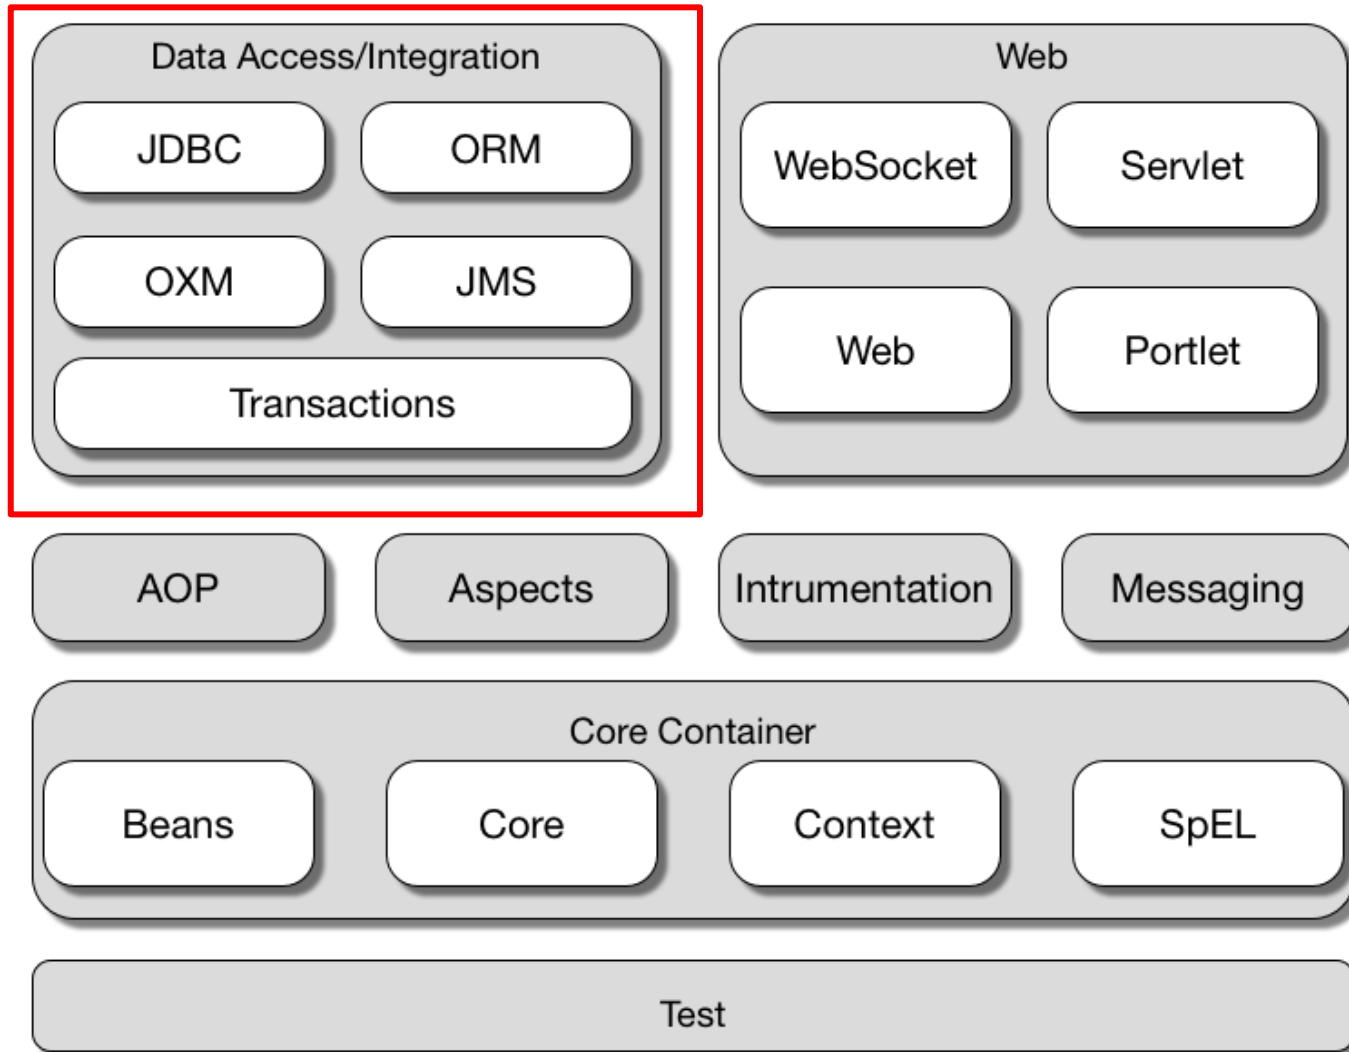 Data Access/Integration
JDBC
ORM
OXM
JMS
Transactions
Web
WebSocket
Servlet
Web
Portlet
AOP
Aspects
Intrumentation
Messaging
Core Container
Beans
Core
Context
SpEL
Test